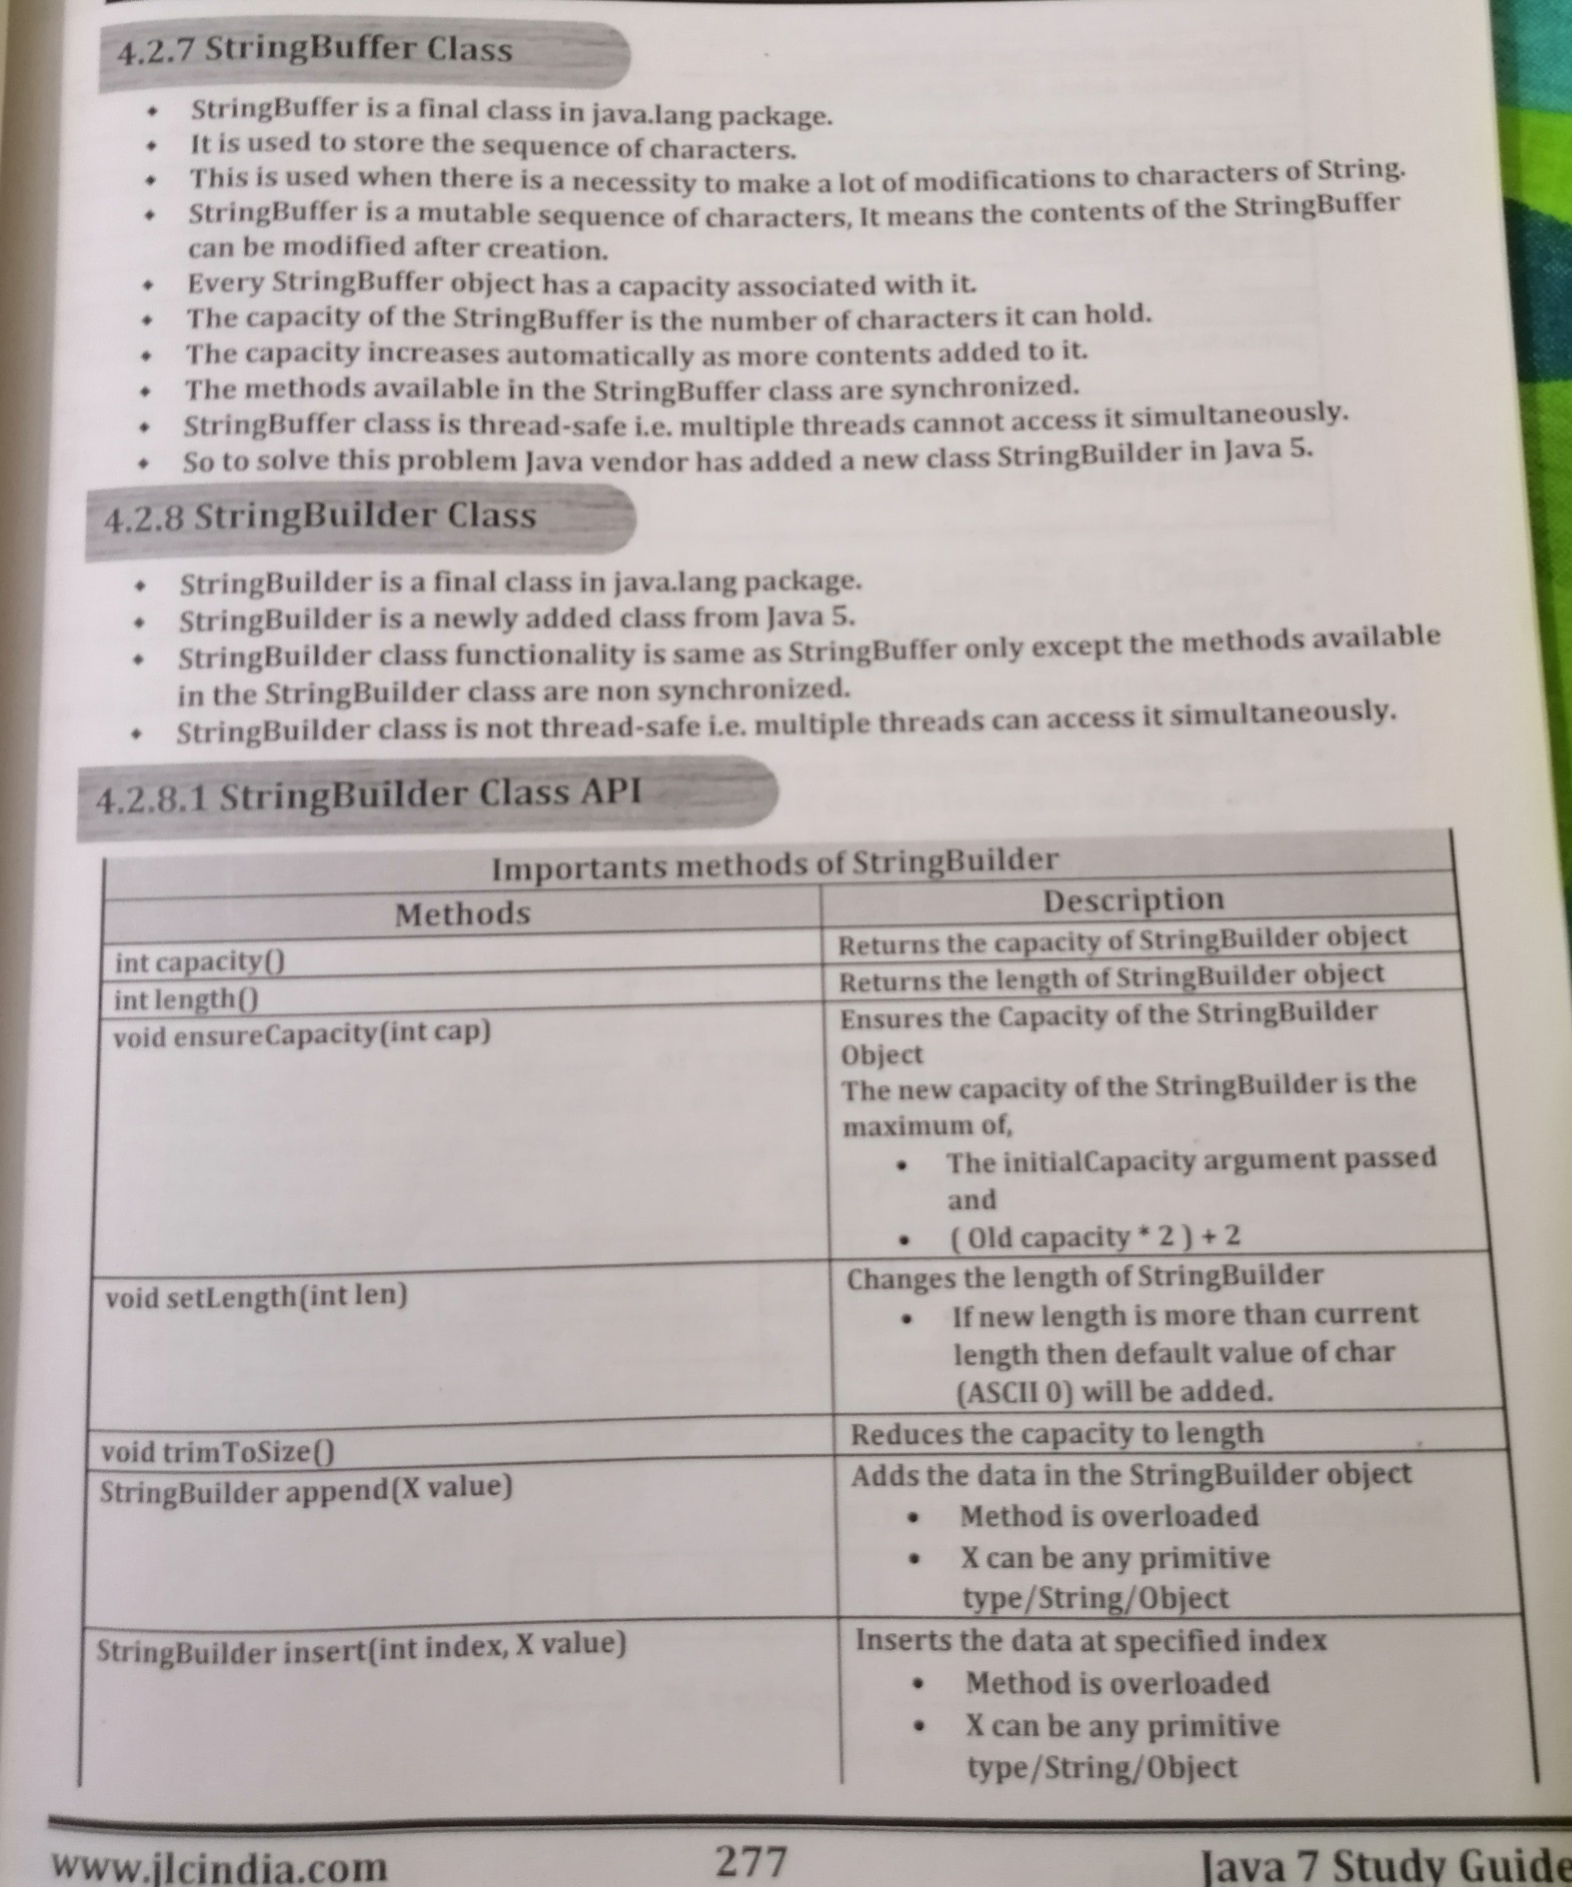 4.2.7 StringBuffer Class
• StringBuffer is a final class in java.lang package.
• It is used to store the sequence of characters.
• This is used when there is a necessity to make a lot of modifications to characters of String.
• StringBuffer is a mutable sequence of characters, It means the contents of the StringBuffer
can be modified after creation.
• Every StringBuffer object has a capacity associated with it.
• The capacity of the StringBuffer is the number of characters it can hold.
• The capacity increases automatically as more contents added to it.
• The methods available in the StringBuffer class are synchronized.
• StringBuffer class is thread-safe i.e. multiple threads cannot access it simultaneously.
• So to solve this problem Java vendor has added a new class StringBuilder in Java 5.
4.2.8 StringBuilder Class
• StringBuilder is a final class in java.lang package.
• StringBuilder is a newly added class from Java 5.
• StringBuilder class functionality is same as StringBuffer only except the methods available
in the StringBuilder class are non synchronized.
• StringBuilder class is not thread-safe i.e. multiple threads can access it simultaneously.
4.2.8.1 StringBuilder Class API
Importants methods of StringBuilder
Methods Description
int capacity() Returns the capacity of StringBuilder object
int length() Returns the length of StringBuilder object
void ensureCapacity(int cap) Ensures the Capacity of the StringBuilder
Object
The new capacity of the StringBuilder is the
maximum of,
• The initialCapacity argument passed
and
• ( Old capacity * 2 ) + 2
void setLength(int len) Changes the length of StringBuilder
• If new length is more than current
length then default value of char
(ASCII 0) will be added.
void trimToSize() Reduces the capacity to length
StringBuilder append(X value) Adds the data in the StringBuilder object
• Method is overloaded
• X can be any primitive
type/String/Object
StringBuilder insert(int index, X value) Inserts the data at specified index
• Method is overloaded
• X can be any primitive
type/String/Object
www.jlcindia.com 277 Java 7 Study Guide